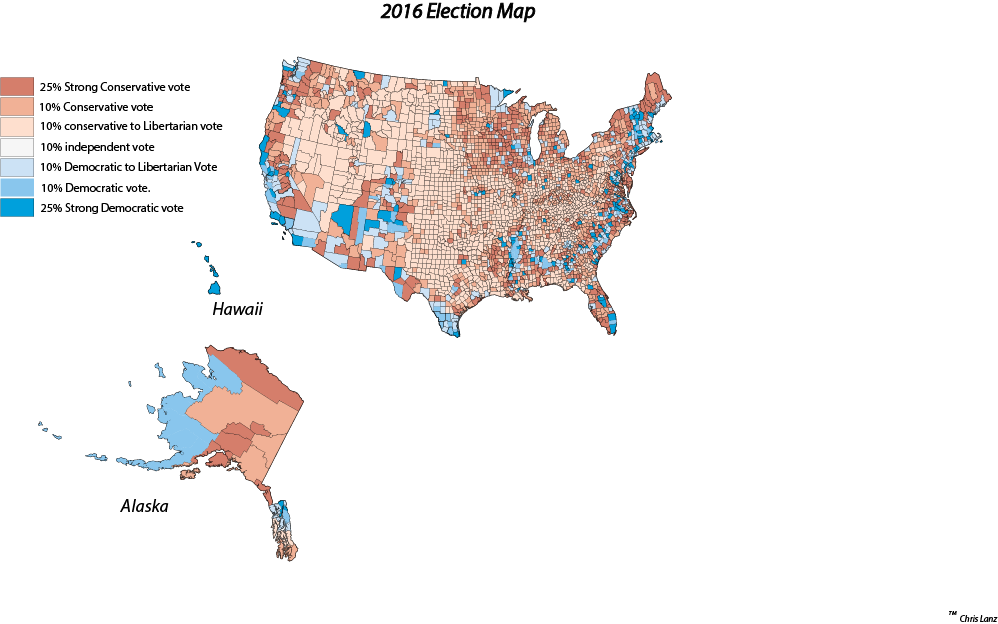 2016 Election Map
25% Strong Conservative vote
10% Conservative vote
10% conservative to Libertarian vote
10% independent vote
10% Democratic to Libertarian Vote
10% Democratic vote.
25% Strong Democratic vote
Hawaii
Alaska
™ Chris Lanz